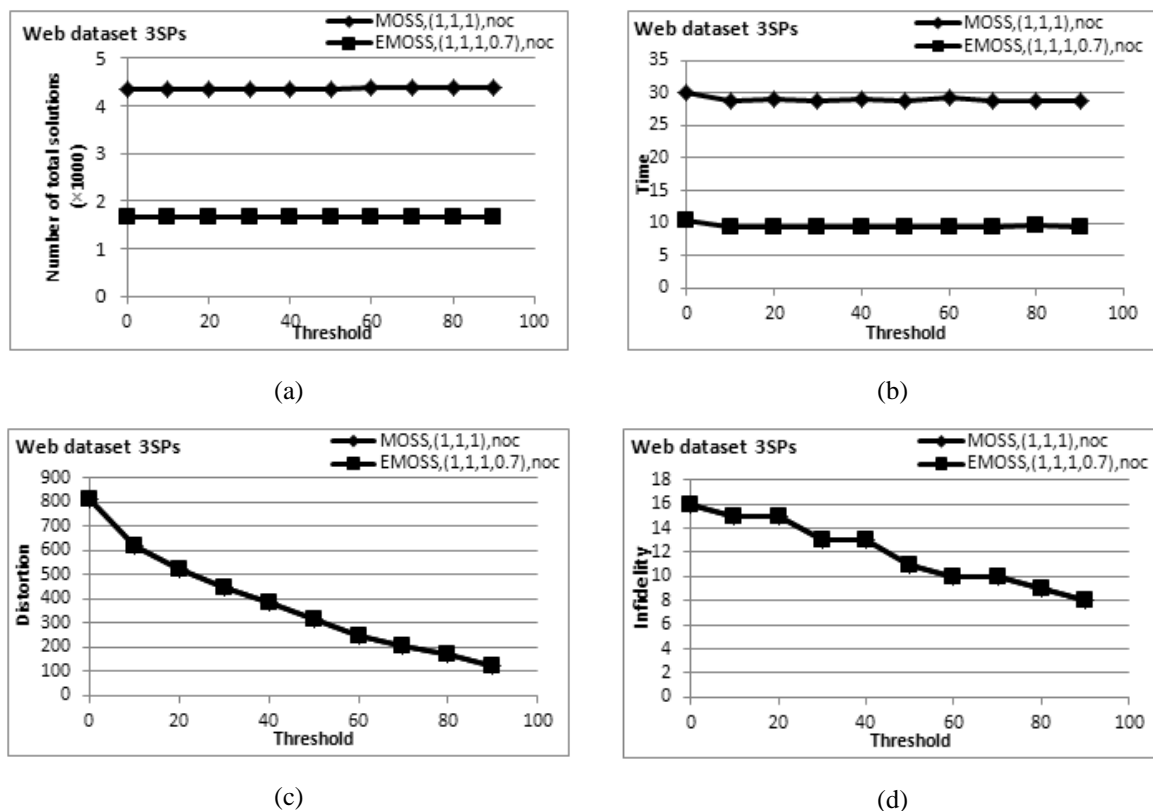 Web dataset 3SPs
MOSS,(1,1,1),noc
EMOSS,(1,1,1,0.7),noc
5
4
3
2
1
0
Number of total solutions
(×1000)
0 20 40 60 80 100
Threshold
(a)
Web dataset 3SPs
MOSS,(1,1,1),noc
EMOSS,(1,1,1,0.7),noc
35
30
25
20
15
10
5
0
Time
0 20 40 60 80 100
Threshold
(b)
Web dataset 3SPs
MOSS,(1,1,1),noc
EMOSS,(1,1,1,0.7),noc
900
800
700
600
500
400
300
200
100
0
Distortion
0 20 40 60 80 100
Threshold
(c)
Web dataset 3SPs
MOSS,(1,1,1),noc
EMOSS,(1,1,1,0.7),noc
18
16
14
12
10
8
6
4
2
0
Infidelity
0 20 40 60 80 100
Threshold
(d)